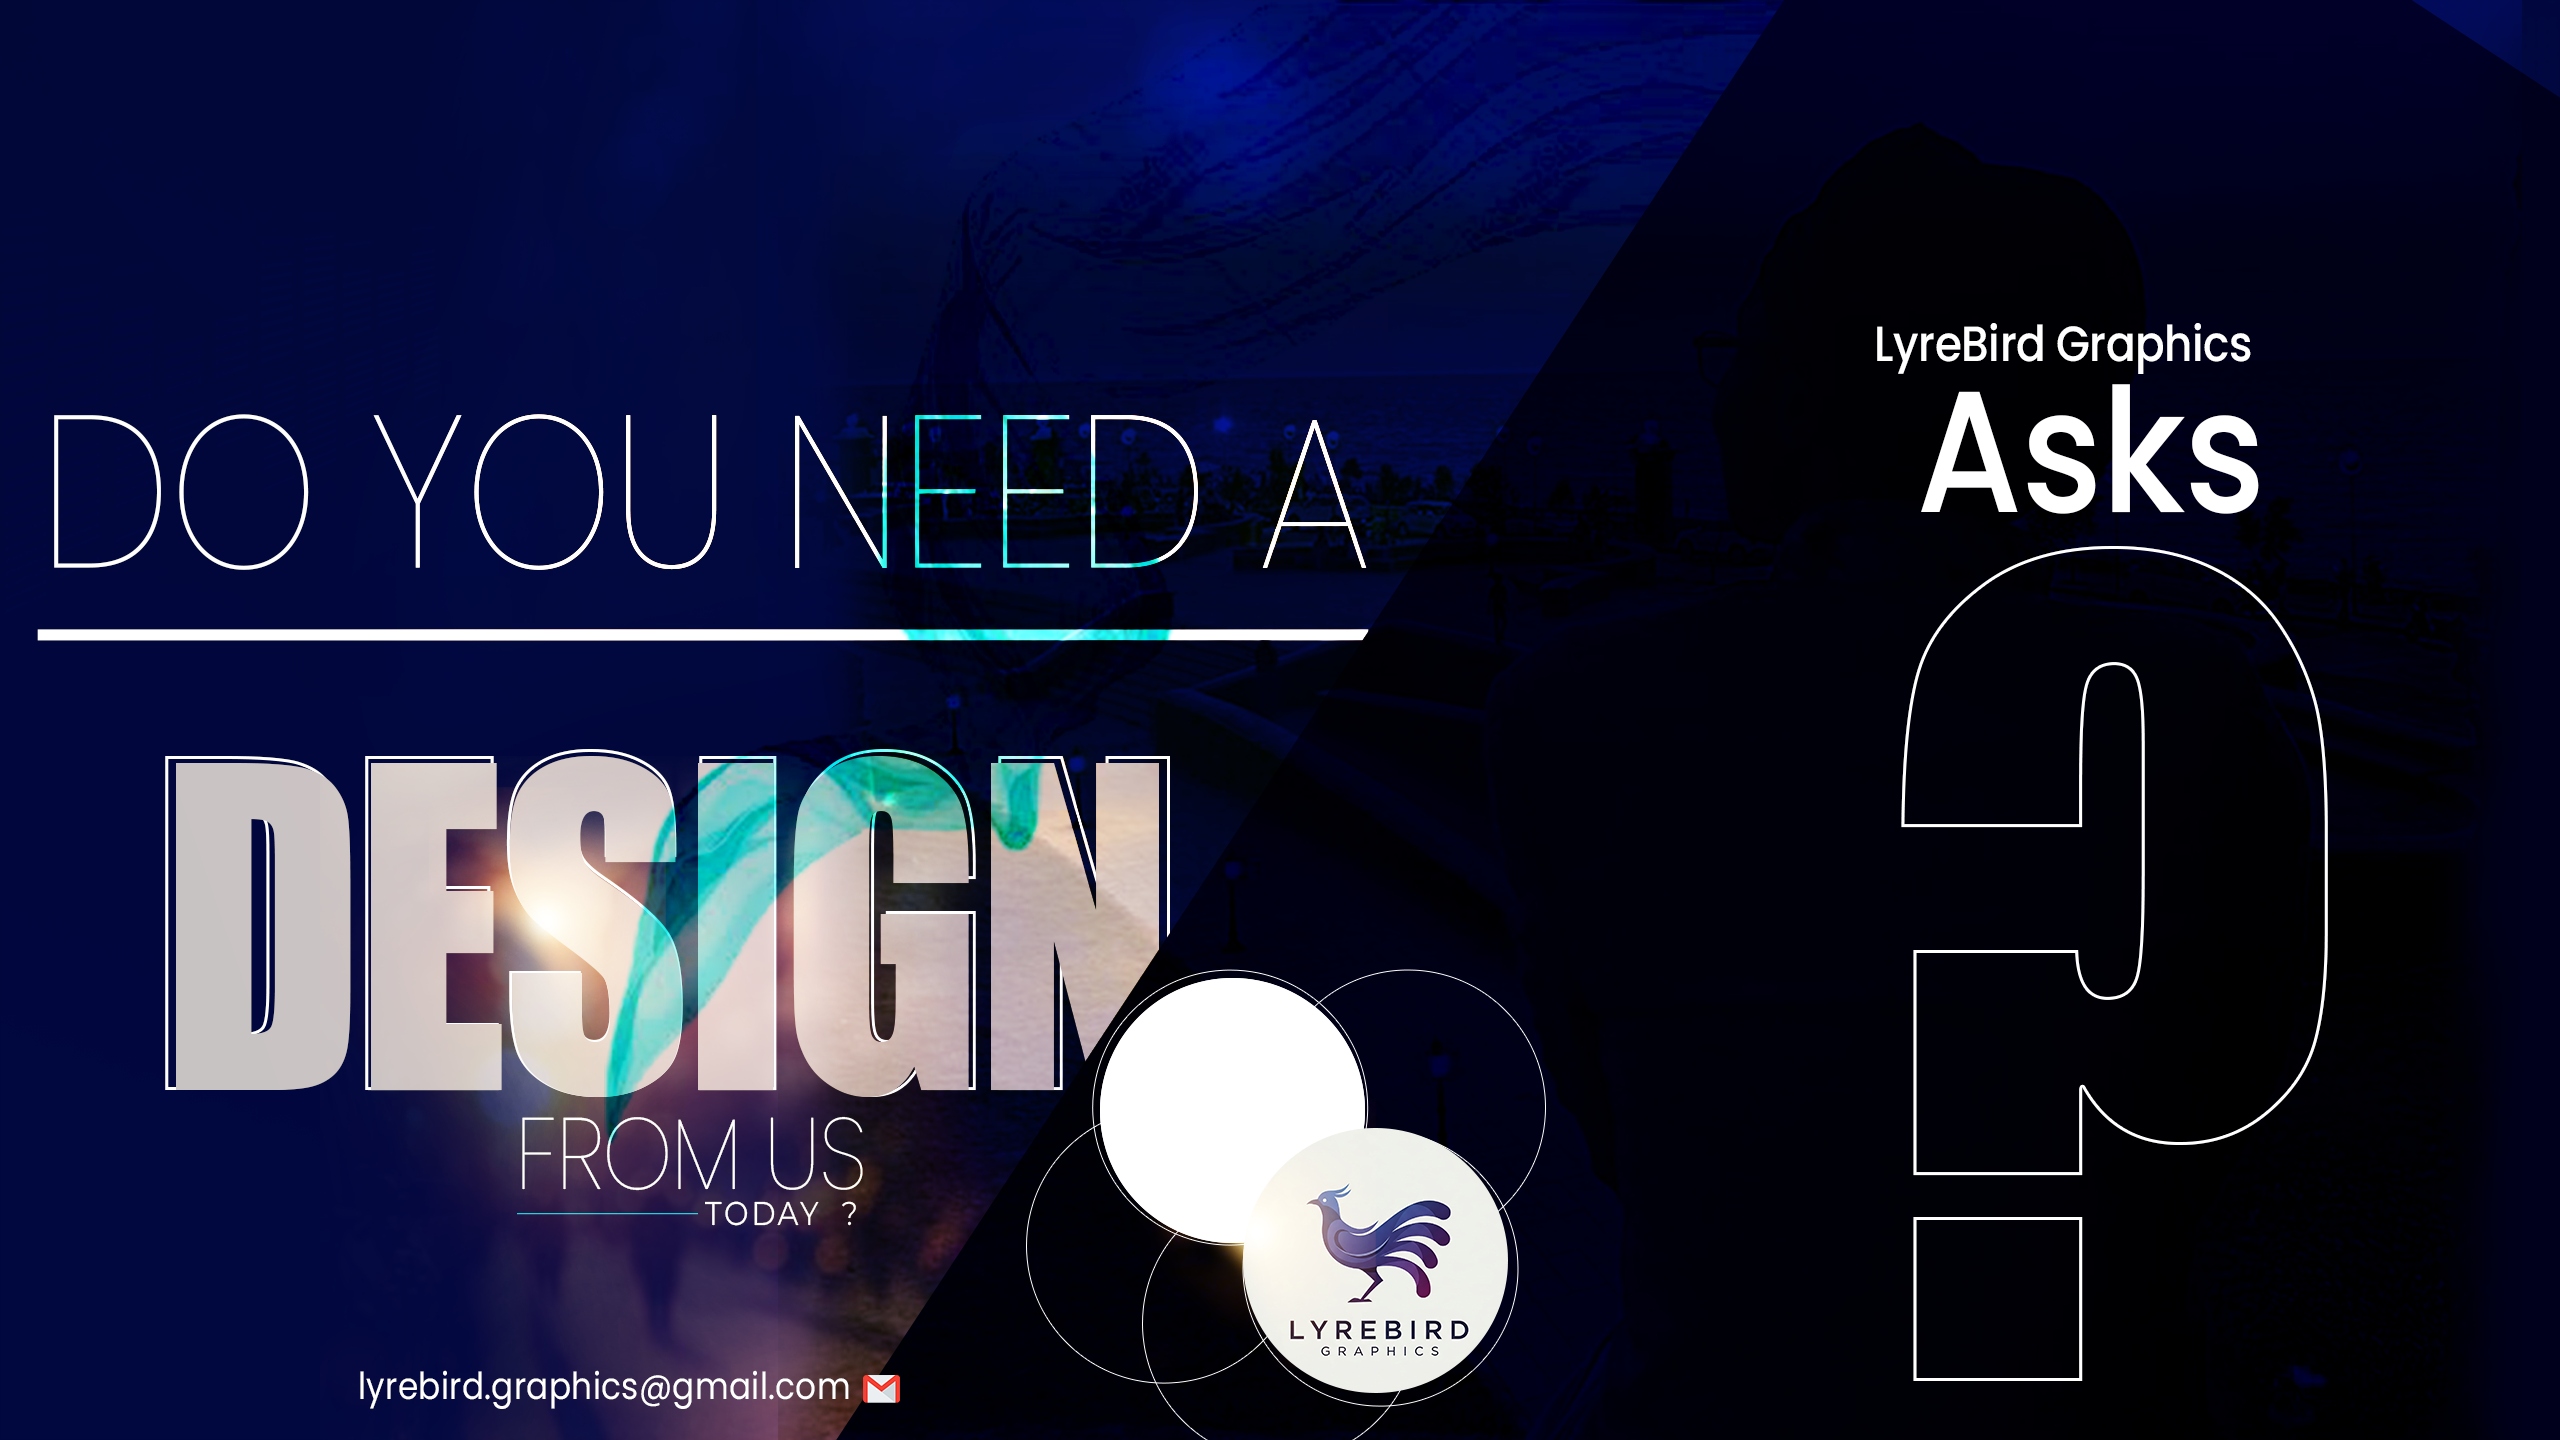 DO YOU NEED A
DESIGN
FROM US
TODAY ?
lyrebird.graphics@gmail.com
LyreBird Graphics
Asks
?
LYREBIRD
GRAPHICS